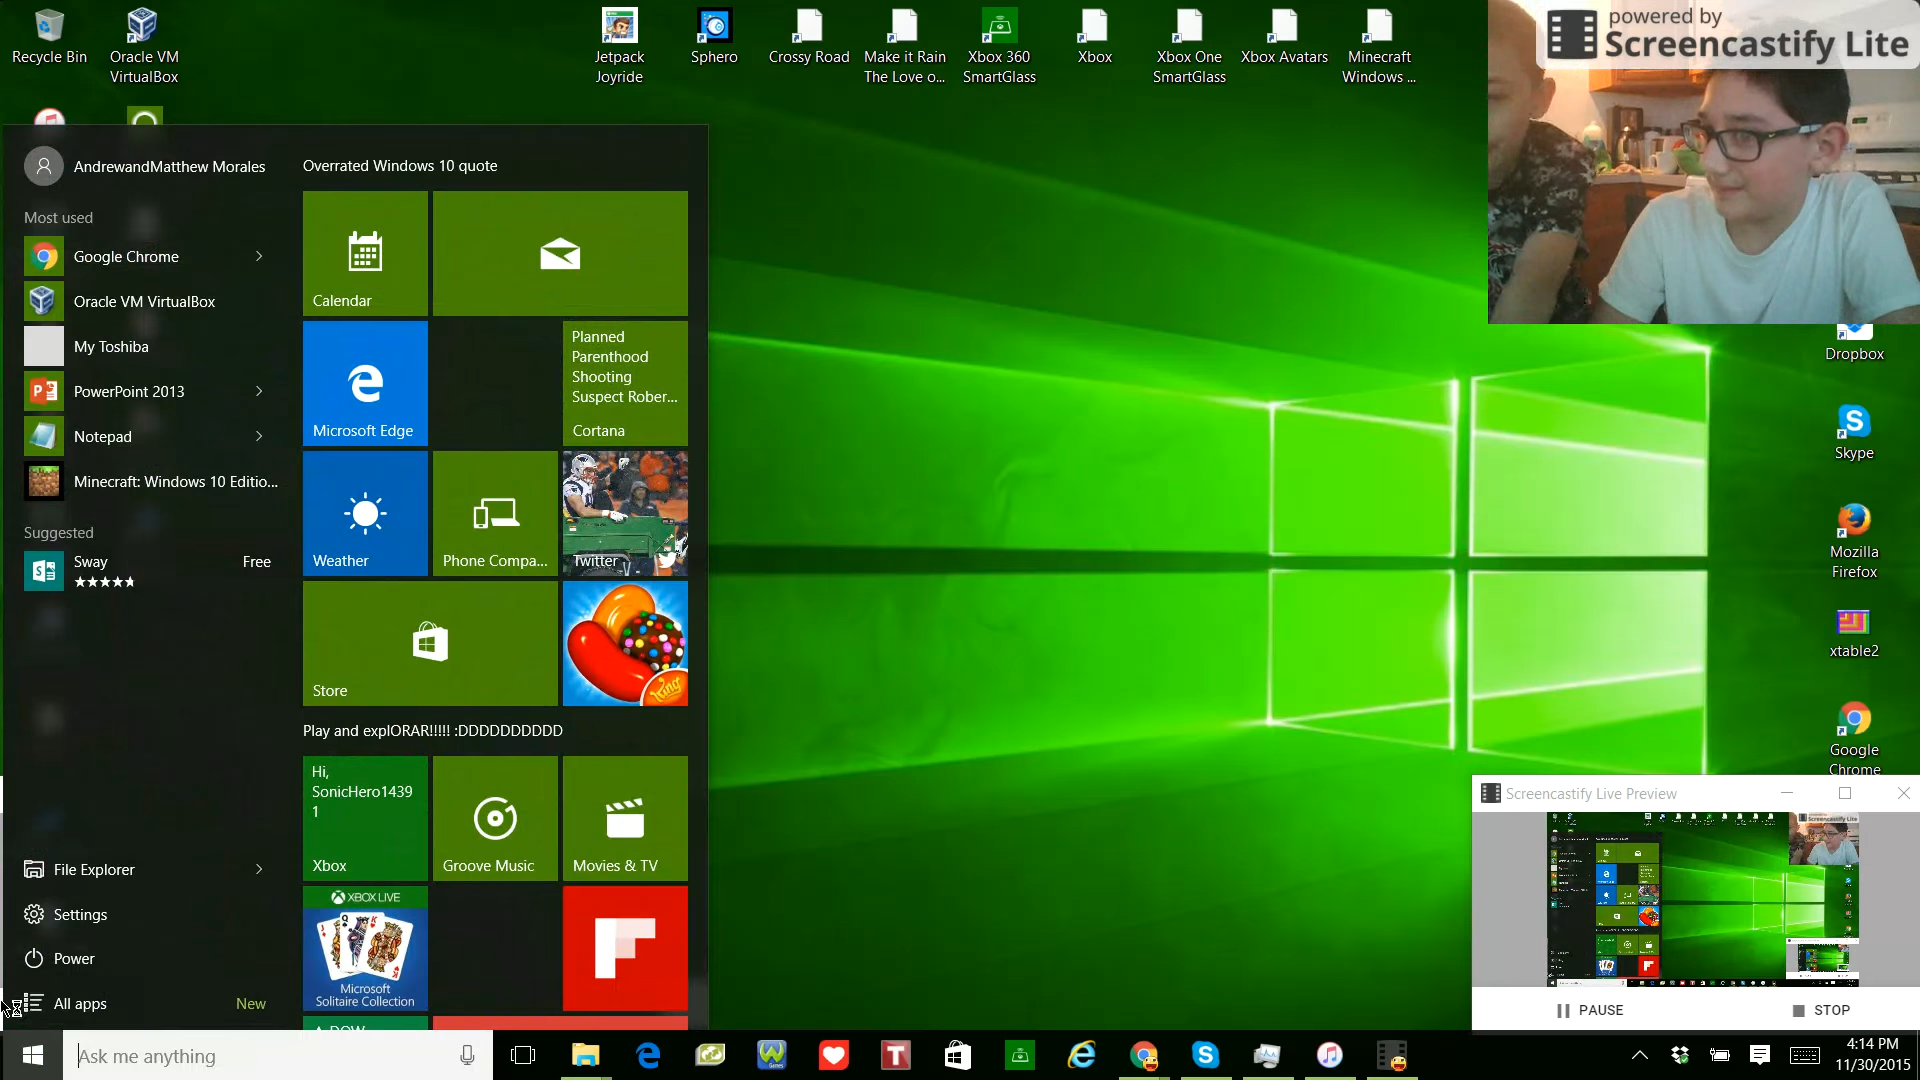 Recycle Bin
Oracle VM
VirtualBox
Jetpack
Joyride
Sphero
Crossy Road
Make it Rain
The Love o...
Xbox 360
SmartGlass
Xbox
Xbox One
SmartGlass
Xbox Avatars
Minecraft
Windows ...
powered by
Screencastify Lite
AndrewandMatthew Morales
Most used
Google Chrome
Oracle VM VirtualBox
My Toshiba
PowerPoint 2013
Notepad
Minecraft: Windows 10 Editio...
Suggested
Sway
Free
File Explorer
Settings
Power
All apps
New
Overrated Windows 10 quote
Calendar
Microsoft Edge
Planned
Parenthood
Shooting
Suspect Rober...
Cortana
Weather
Phone Compa...
Twitter
Store
King
Play and explORAR!!!!! :DDDDDDDDDD
Hi,
SonicHero1439
1
Xbox
Groove Music
Movies & TV
XBOX LIVE
Microsoft
Solitaire Collection
Dropbox
Skype
Mozilla
Firefox
xtable2
Google
Chrome
Screencastify Live Preview
PAUSE
STOP
Ask me anything
4:14 PM
11/30/2015